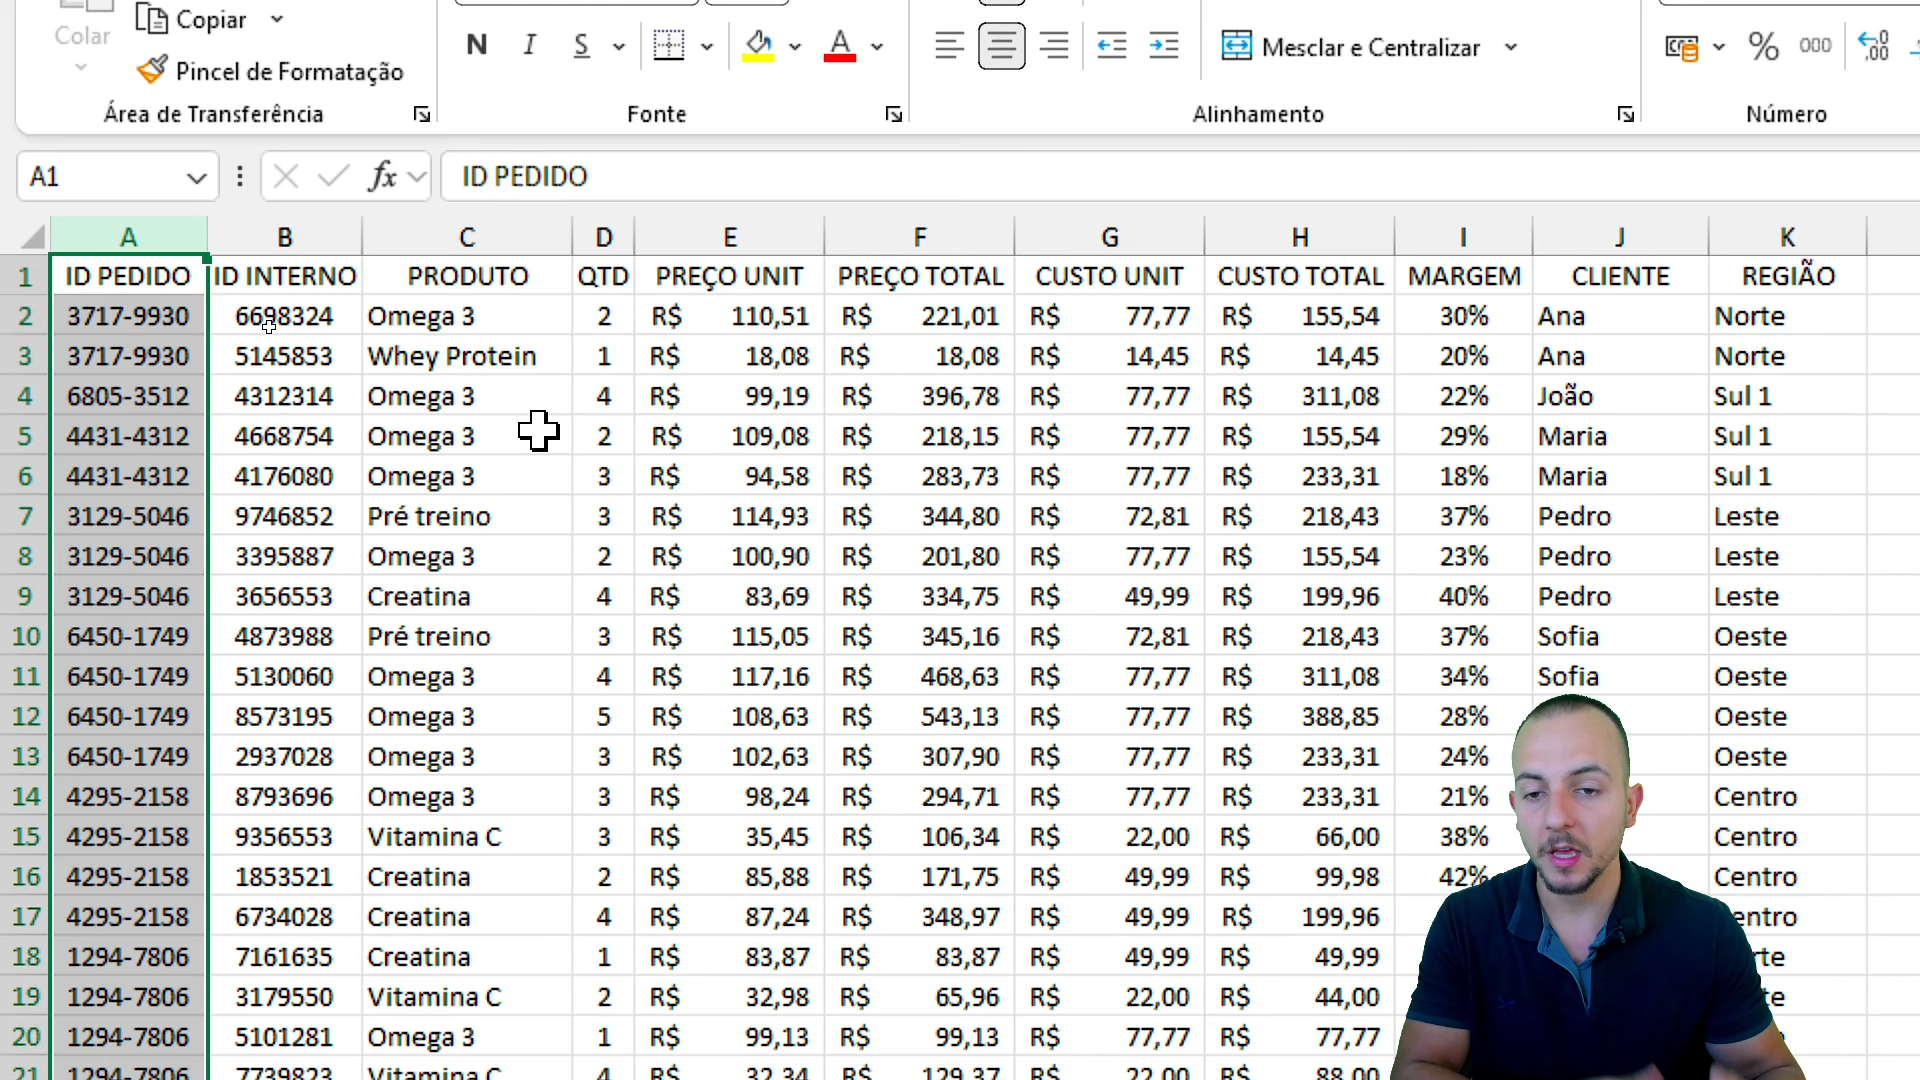 Copiar
Colar
Pincel de Formatação
N I S A Mesclar e Centralizar % 000 ,00
Área de Transferência Fonte Alinhamento Número
A1 fx ID PEDIDO
A B C D E F G H I J K
1 ID PEDIDO ID INTERNO PRODUTO QTD PREÇO UNIT PREÇO TOTAL CUSTO UNIT CUSTO TOTAL MARGEM CLIENTE REGIÃO
2 3717-9930 6698324 Omega 3 2 R$ 110,51 R$ 221,01 R$ 77,77 R$ 155,54 30% Ana Norte
3 3717-9930 5145853 Whey Protein 1 R$ 18,08 R$ 18,08 R$ 14,45 R$ 14,45 20% Ana Norte
4 6805-3512 4312314 Omega 3 4 R$ 99,19 R$ 396,78 R$ 77,77 R$ 311,08 22% João Sul 1
5 4431-4312 4668754 Omega 3 2 R$ 109,08 R$ 218,15 R$ 77,77 R$ 155,54 29% Maria Sul 1
6 4431-4312 4176080 Omega 3 3 R$ 94,58 R$ 283,73 R$ 77,77 R$ 233,31 18% Maria Sul 1
7 3129-5046 9746852 Pré treino 3 R$ 114,93 R$ 344,80 R$ 72,81 R$ 218,43 37% Pedro Leste
8 3129-5046 3395887 Omega 3 2 R$ 100,90 R$ 201,80 R$ 77,77 R$ 155,54 23% Pedro Leste
9 3129-5046 3656553 Creatina 4 R$ 83,69 R$ 334,75 R$ 49,99 R$ 199,96 40% Pedro Leste
10 6450-1749 4873988 Pré treino 3 R$ 115,05 R$ 345,16 R$ 72,81 R$ 218,43 37% Sofia Oeste
11 6450-1749 5130060 Omega 3 4 R$ 117,16 R$ 468,63 R$ 77,77 R$ 311,08 34% Sofia Oeste
12 6450-1749 8573195 Omega 3 5 R$ 108,63 R$ 543,13 R$ 77,77 R$ 388,85 28% Oeste
13 6450-1749 2937028 Omega 3 3 R$ 102,63 R$ 307,90 R$ 77,77 R$ 233,31 24% Oeste
14 4295-2158 8793696 Omega 3 3 R$ 98,24 R$ 294,71 R$ 77,77 R$ 233,31 21% Centro
15 4295-2158 9356553 Vitamina C 3 R$ 35,45 R$ 106,34 R$ 22,00 R$ 66,00 38% Centro
16 4295-2158 1853521 Creatina 2 R$ 85,88 R$ 171,75 R$ 49,99 R$ 99,98 42% Centro
17 4295-2158 6734028 Creatina 4 R$ 87,24 R$ 348,97 R$ 49,99 R$ 199,96 entro
18 1294-7806 7161635 Creatina 1 R$ 83,87 R$ 83,87 R$ 49,99 R$ 49,99 rte
19 1294-7806 3179550 Vitamina C 2 R$ 32,98 R$ 65,96 R$ 22,00 R$ 44,00 te
20 1294-7806 5101281 Omega 3 1 R$ 99,13 R$ 99,13 R$ 77,77 R$ 77,77
21 1294-7806 7739823 Vitamina C 4 R$ 32,34 R$ 129,37 R$ 22,00 R$ 88,00